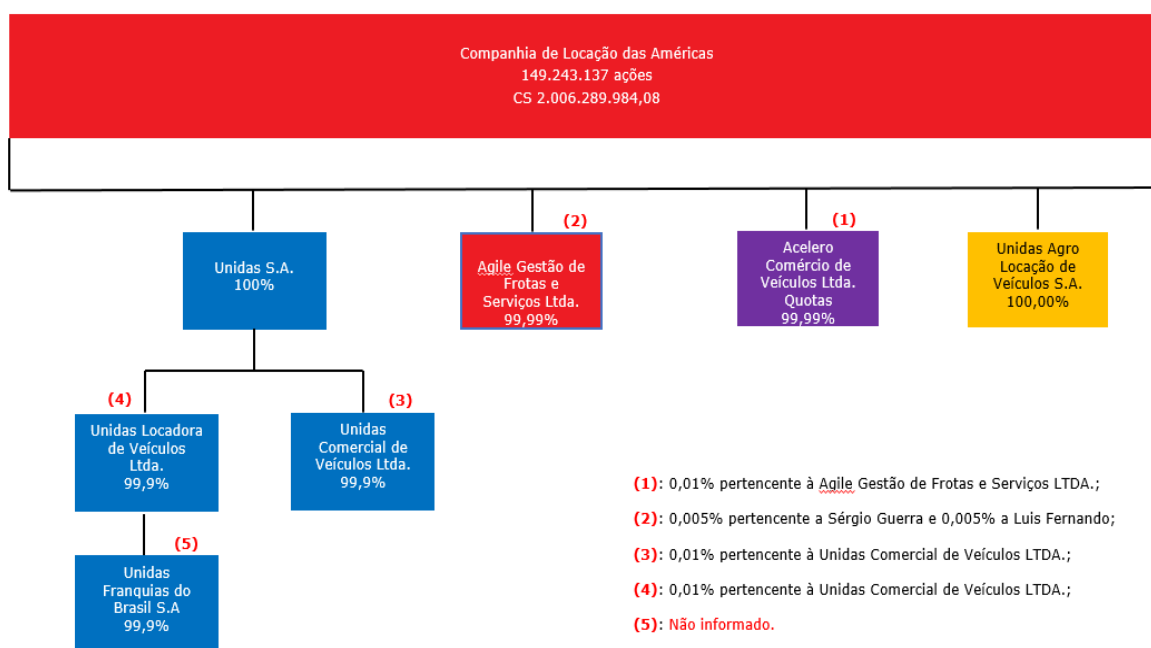 Companhia de Locação das Américas
149.243.137 ações
CS 2.006.289.984,08
Unidas S.A.
100%
(2)
Agile Gestão de
Frotas e
Serviços Ltda.
99,99%
(1)
Acelero
Comércio de
Veículos Ltda.
Quotas
99,99%
Unidas Agro
Locação de
Veículos S.A.
100,00%
(4)
Unidas Locadora
de Veículos
Ltda.
99,9%
(3)
Unidas
Comercial de
Veículos Ltda.
99,9%
(5)
Unidas
Franquias do
Brasil S.A
99,9%
(1): 0,01% pertencente à Agile Gestão de Frotas e Serviços LTDA.;
(2): 0,005% pertencente a Sérgio Guerra e 0,005% a Luis Fernando;
(3): 0,01% pertencente à Unidas Comercial de Veículos LTDA.;
(4): 0,01% pertencente à Unidas Comercial de Veículos LTDA.;
(5): Não informado.